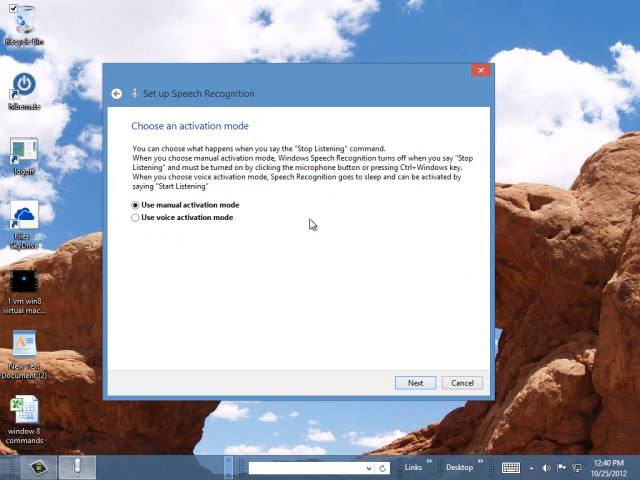 Recycle Bin
hibernate
logoff
Files -
SkyDrive
1 vm win8
virtual mac...
New Text
Document (2)
window 8
commands
Set up Speech Recognition
Choose an activation mode
You can choose what happens when you say the "Stop Listening" command.
When you choose manual activation mode, Windows Speech Recognition turns off when you say "Stop
Listening" and must be turned on by clicking the microphone button or pressing Ctrl+Windows key.
When you choose voice activation mode, Speech Recognition goes to sleep and can be activated by
saying "Start Listening"
Use manual activation mode
Use voice activation mode
Next Cancel
Links » Desktop » 12:40 PM
10/25/2012